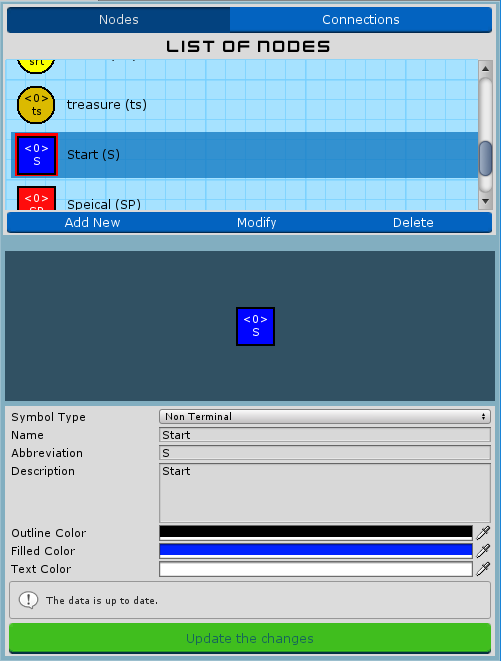 Nodes
Connections
LIST OF NODES
srt
<0>
ts
treasure (ts)
<0>
S
Start (S)
Speical (SP)
Add New
Modify
Delete
<0>
S
Symbol Type
Non Terminal
Name
Start
Abbreviation
S
Description
Start
Outline Color
Filled Color
Text Color
The data is up to date.
Update the changes